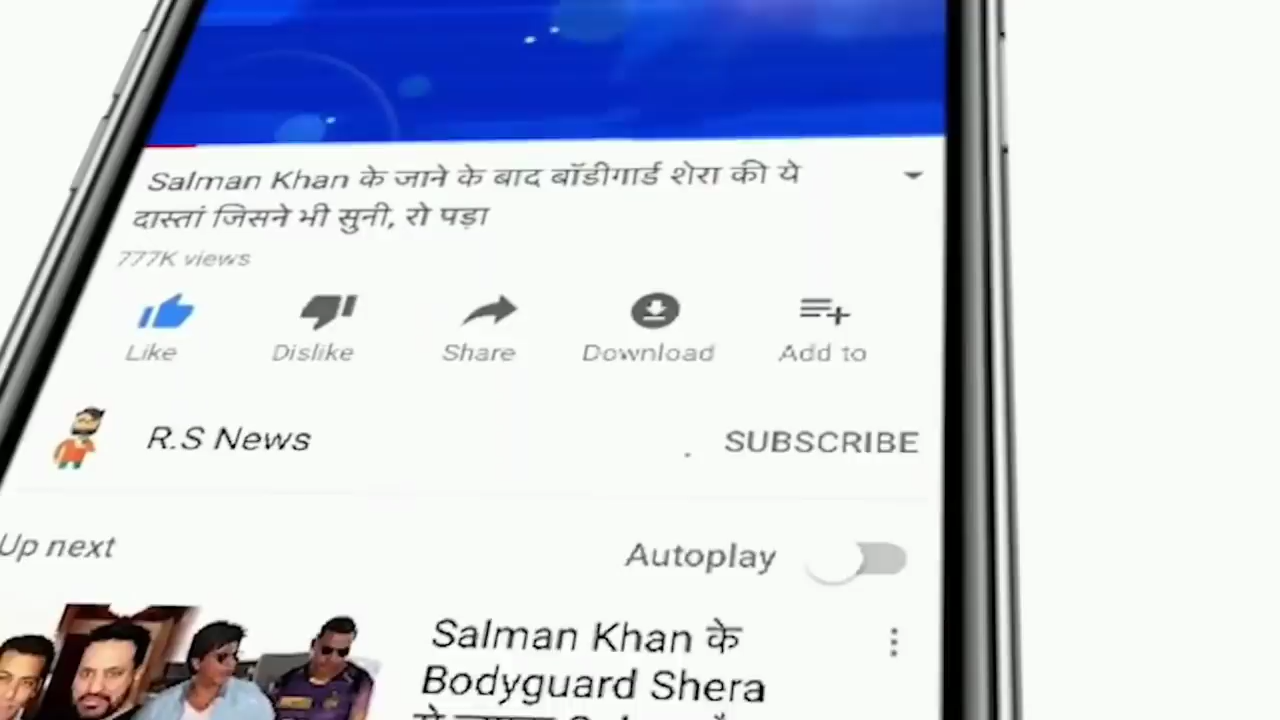 Salman Khan के जाने के बाद बॉडीगार्ड शेरा की ये
दास्तां जिसने भी सुनी, रो पड़ा
777K views
Like Dislike Share Download Add to
R.S News SUBSCRIBE
Up next Autoplay
Salman Khan के
Bodyguard Shera